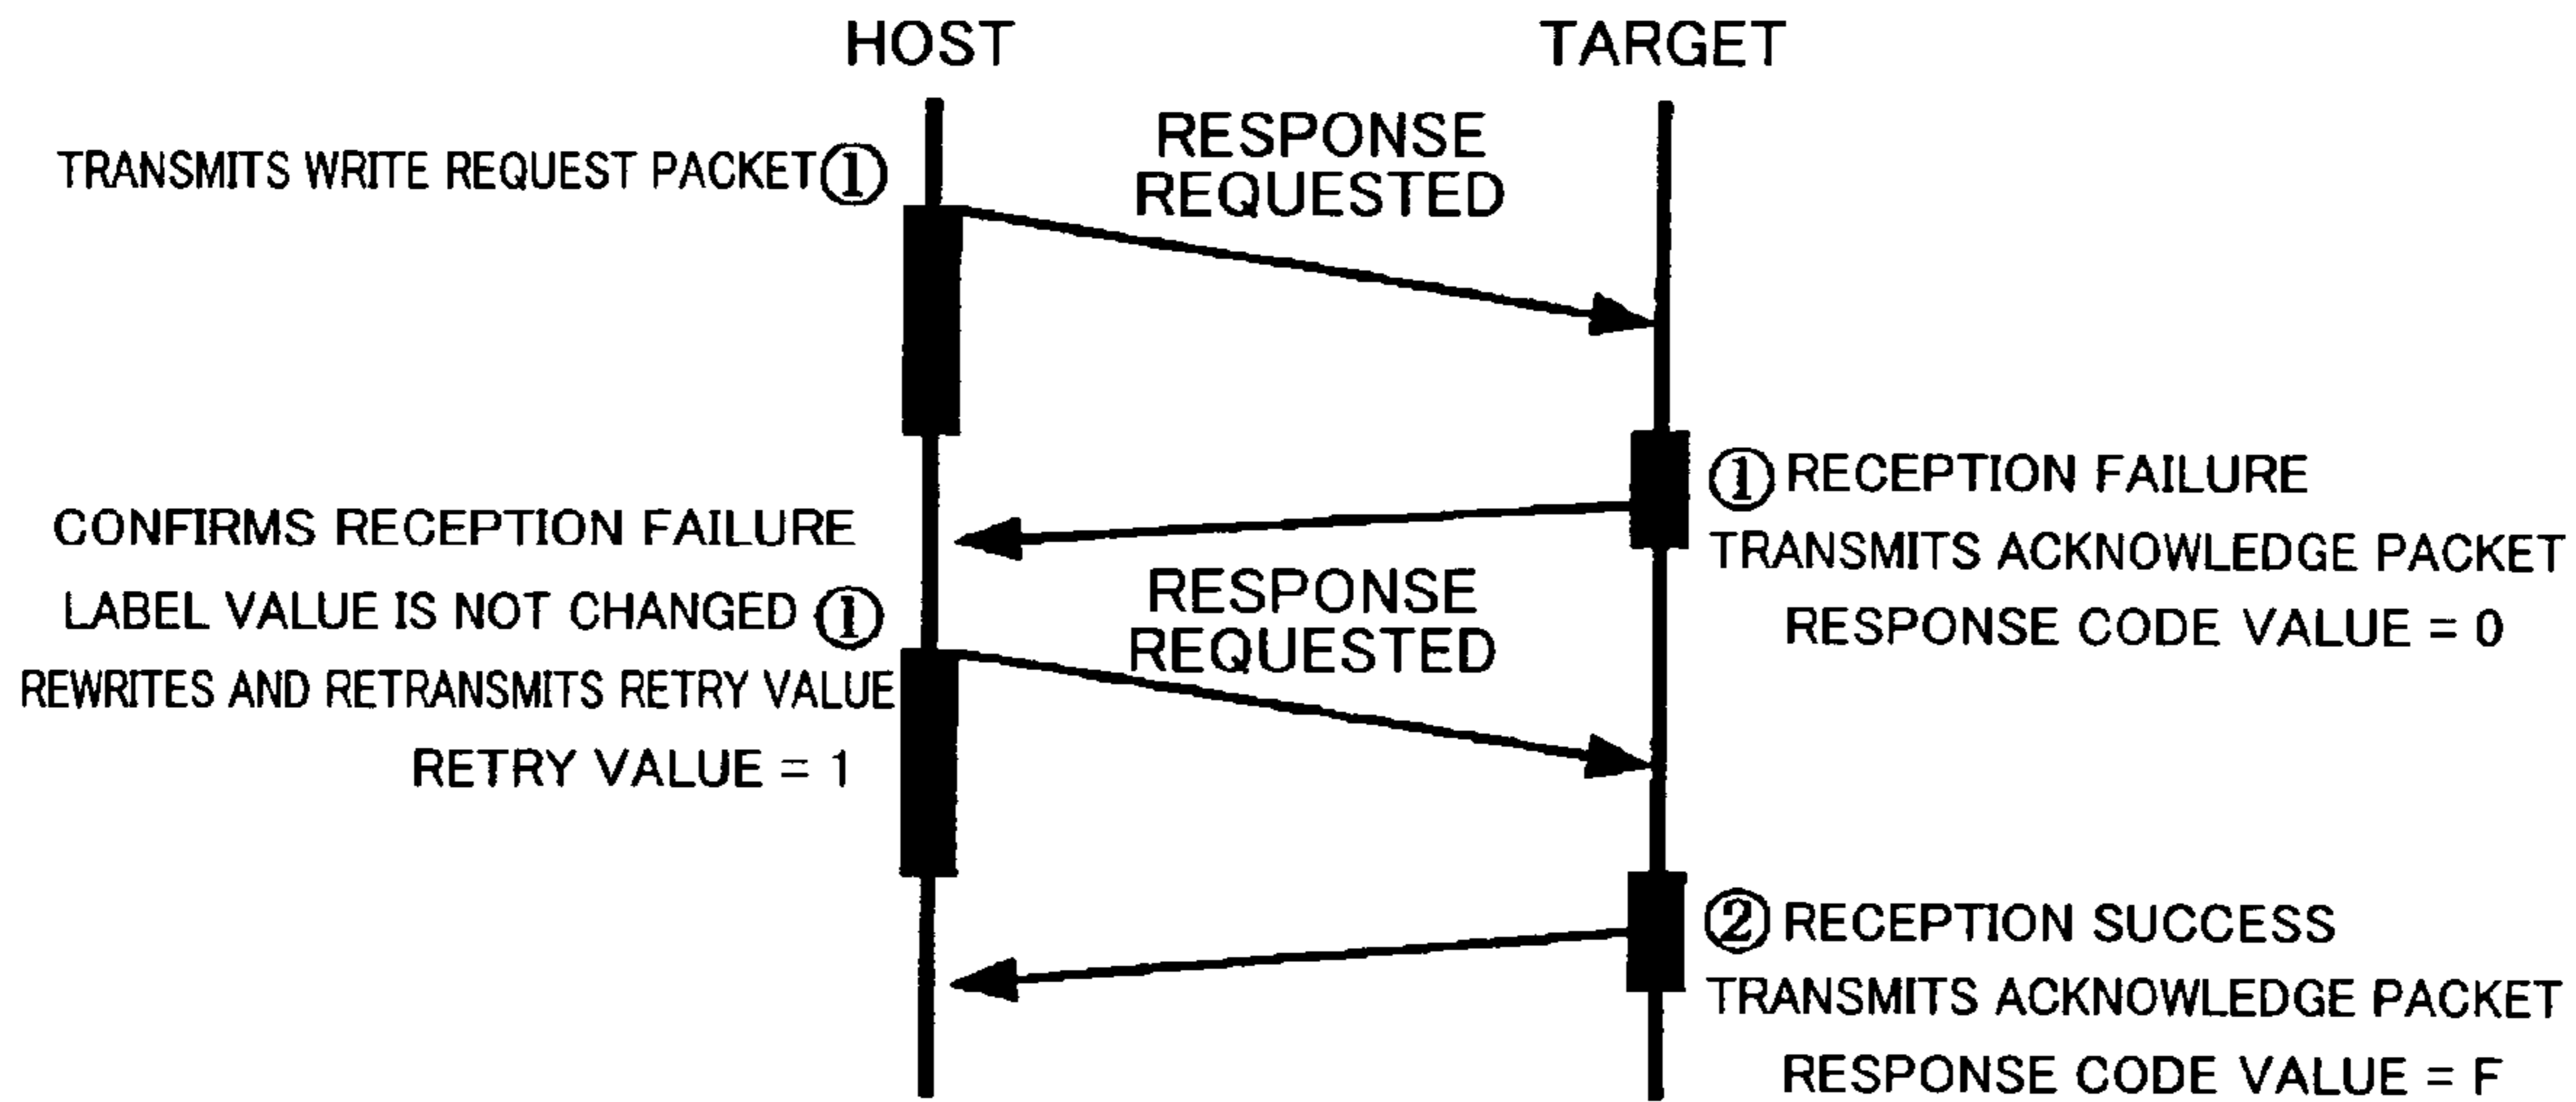 HOST
TARGET
TRANSMITS WRITE REQUEST PACKET①
RESPONSE
REQUESTED
①RECEPTION FAILURE
TRANSMITS ACKNOWLEDGE PACKET
RESPONSE CODE VALUE = 0
CONFIRMS RECEPTION FAILURE
LABEL VALUE IS NOT CHANGED ①
REWRITES AND RETRANSMITS RETRY VALUE
RETRY VALUE = 1
RESPONSE
REQUESTED
②RECEPTION SUCCESS
TRANSMITS ACKNOWLEDGE PACKET
RESPONSE CODE VALUE = F